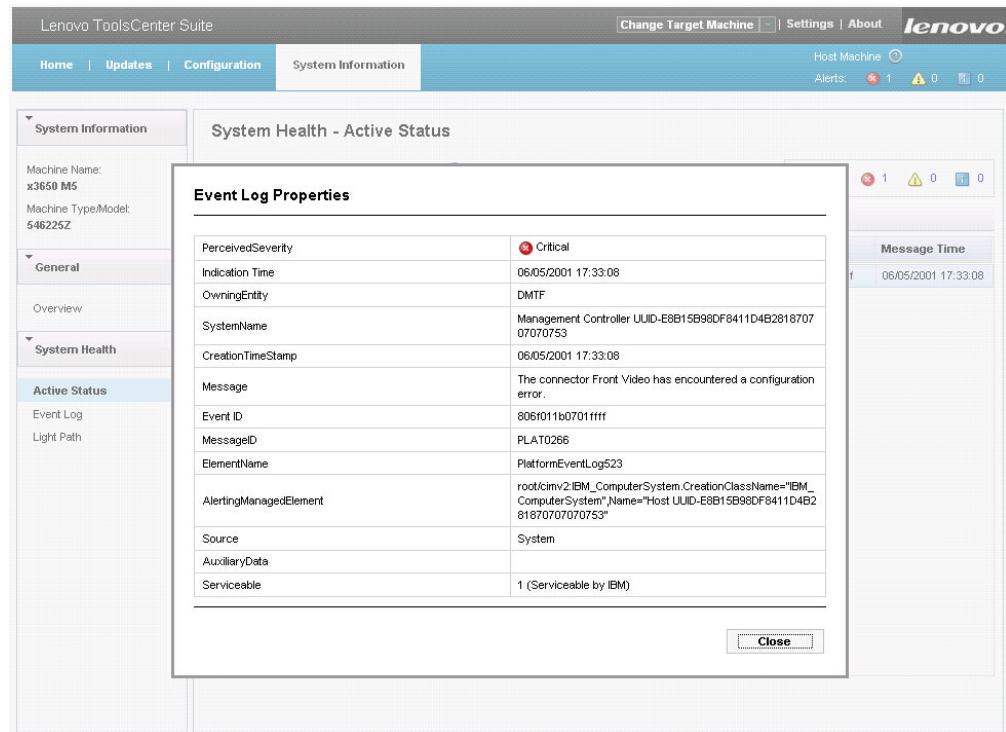 Lenovo ToolsCenter Suite
Change Target Machine | Settings | About
lenovo
Home | Updates | Configuration System Information
Host Machine
Alerts: 1 0 0
System Information
System Health - Active Status
Machine Name:
x3650 M5
Machine Type/Model:
546225Z
General
Overview
System Health
Active Status
Event Log
Light Path
1 0 0
Message Time
06/05/2001 17:33:08
Event Log Properties
PerceivedSeverity Critical
Indication Time 06/05/2001 17:33:08
OwningEntity DMTF
SystemName Management Controller UUID-E8B15B98DF8411D4B2818707
07070753
CreationTimeStamp 06/05/2001 17:33:08
Message The connector Front Video has encountered a configuration
error.
Event ID 806f011b0701ffff
MessageID PLAT0266
ElementName PlatformEventLog523
AlertingManagedElement root/cimv2:IBM_ComputerSystem.CreationClassName="IBM_
ComputerSystem",Name="Host UUID-E8B15B98DF8411D4B2
81870707070753"
Source System
AuxiliaryData
Serviceable 1 (Serviceable by IBM)
Close